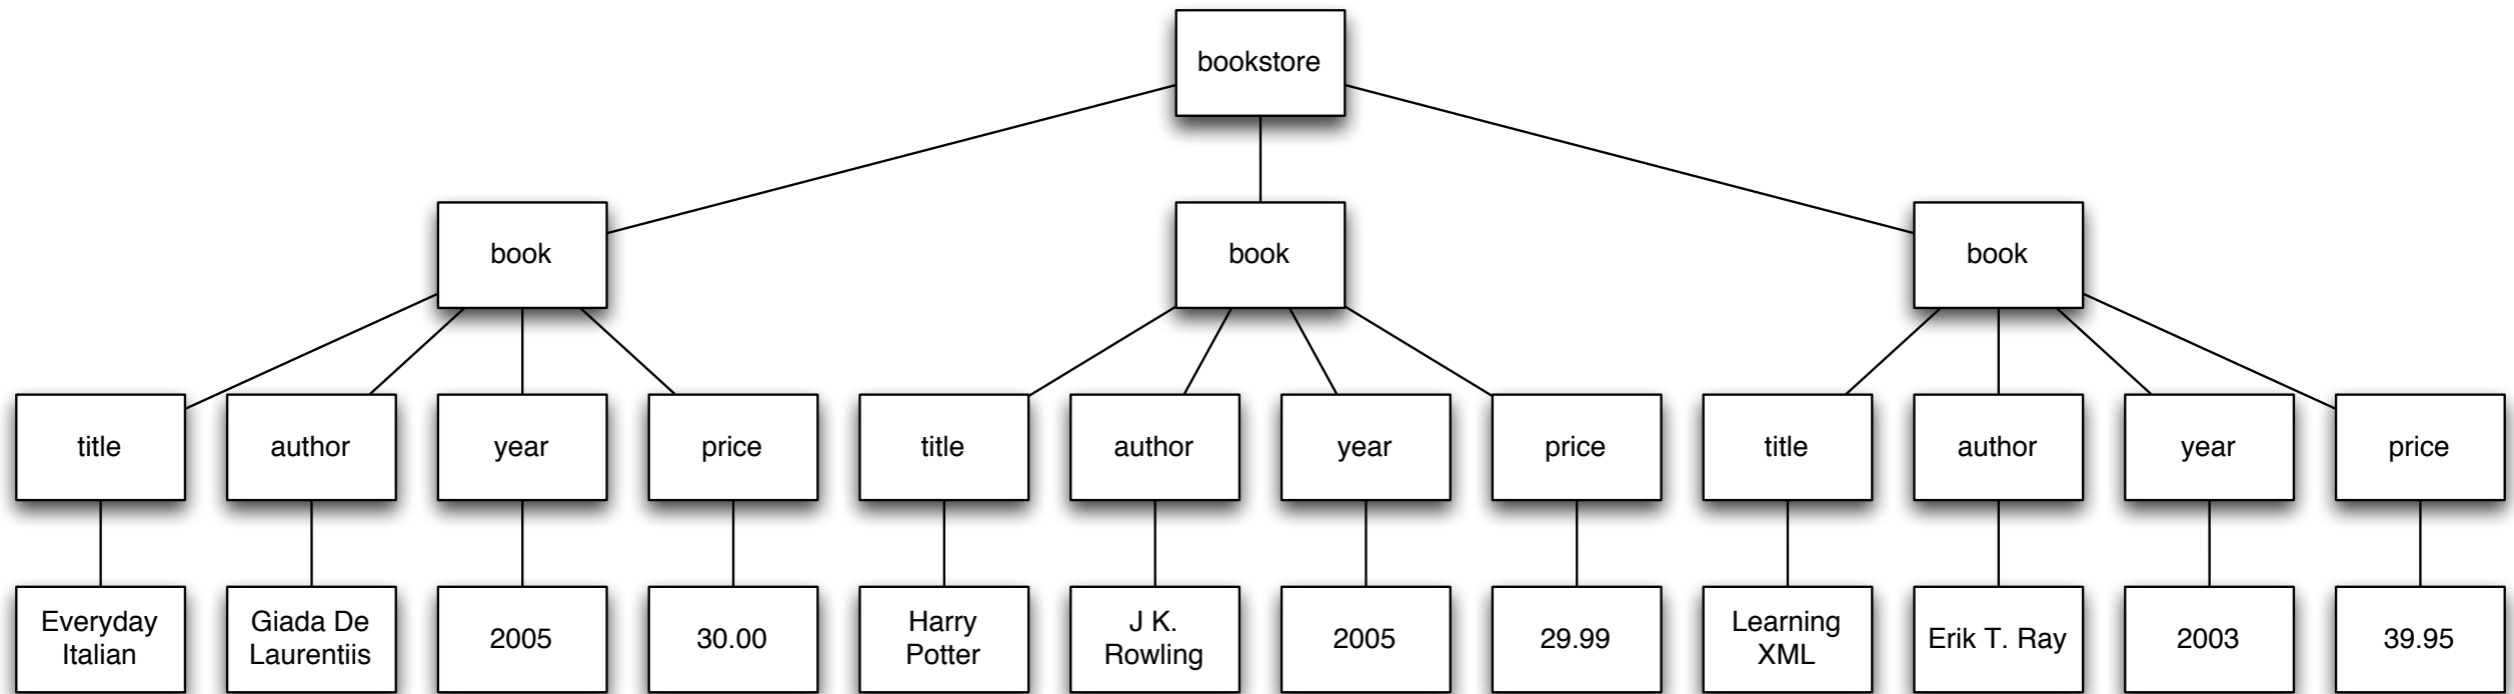 bookstore
book
book
book
title
author
year
price
title
author
year
price
title
author
year
price
Everyday
Italian
Giada De
Laurentiis
2005
30.00
Harry
Potter
J K.
Rowling
2005
29.99
Learning
XML
Erik T. Ray
2003
39.95